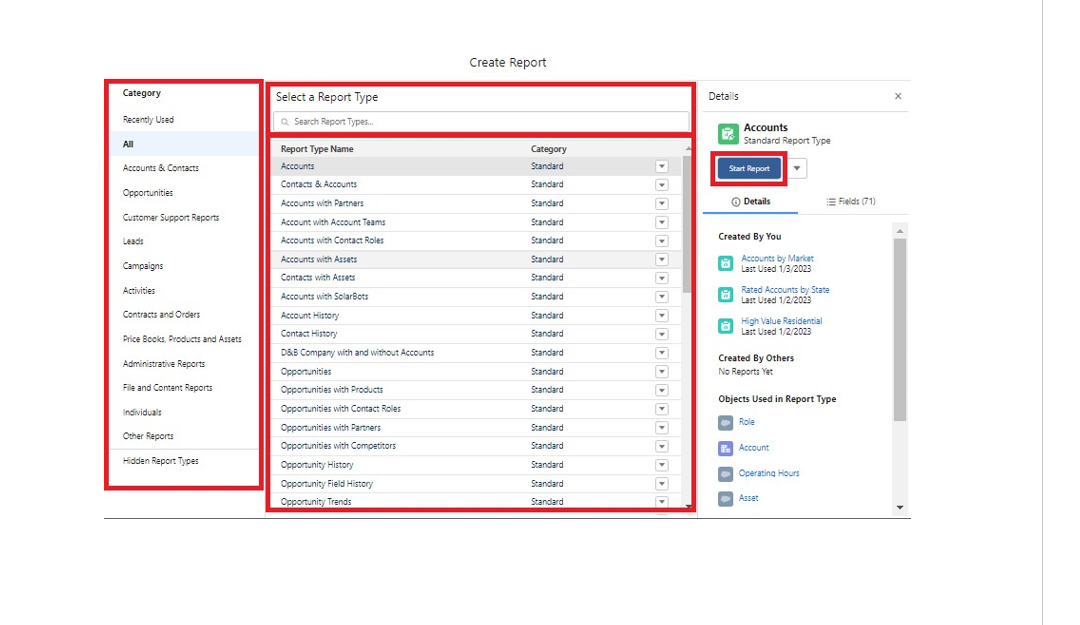 Create Report
Category
Recently Used
All
Accounts & Contacts
Opportunities
Customer Support Reports
Leads
Campaigns
Activities
Contracts and Orders
Price Books, Products and Assets
Administrative Reports
File and Content Reports
Individuals
Other Reports
Hidden Report Types
Select a Report Type
Search Report Types...
Report Type Name Category
Accounts Standard
Contacts & Accounts Standard
Accounts with Partners Standard
Account with Account Teams Standard
Accounts with Contact Roles Standard
Accounts with Assets Standard
Contacts with Assets Standard
Accounts with SolarBots Standard
Account History Standard
Contact History Standard
D&B Company with and without Accounts Standard
Opportunities Standard
Opportunities with Products Standard
Opportunities with Contact Roles Standard
Opportunities with Partners Standard
Opportunities with Competitors Standard
Opportunity History Standard
Opportunity Field History Standard
Opportunity Trends Standard
Details
Accounts
Standard Report Type
Start Report
Details Fields (71)
Created By You
Accounts by Market
Last Used 1/3/2023
Rated Accounts by State
Last Used 1/2/2023
High Value Residential
Last Used 1/2/2023
Created By Others
No Reports Yet
Objects Used in Report Type
Role
Account
Operating Hours
Asset